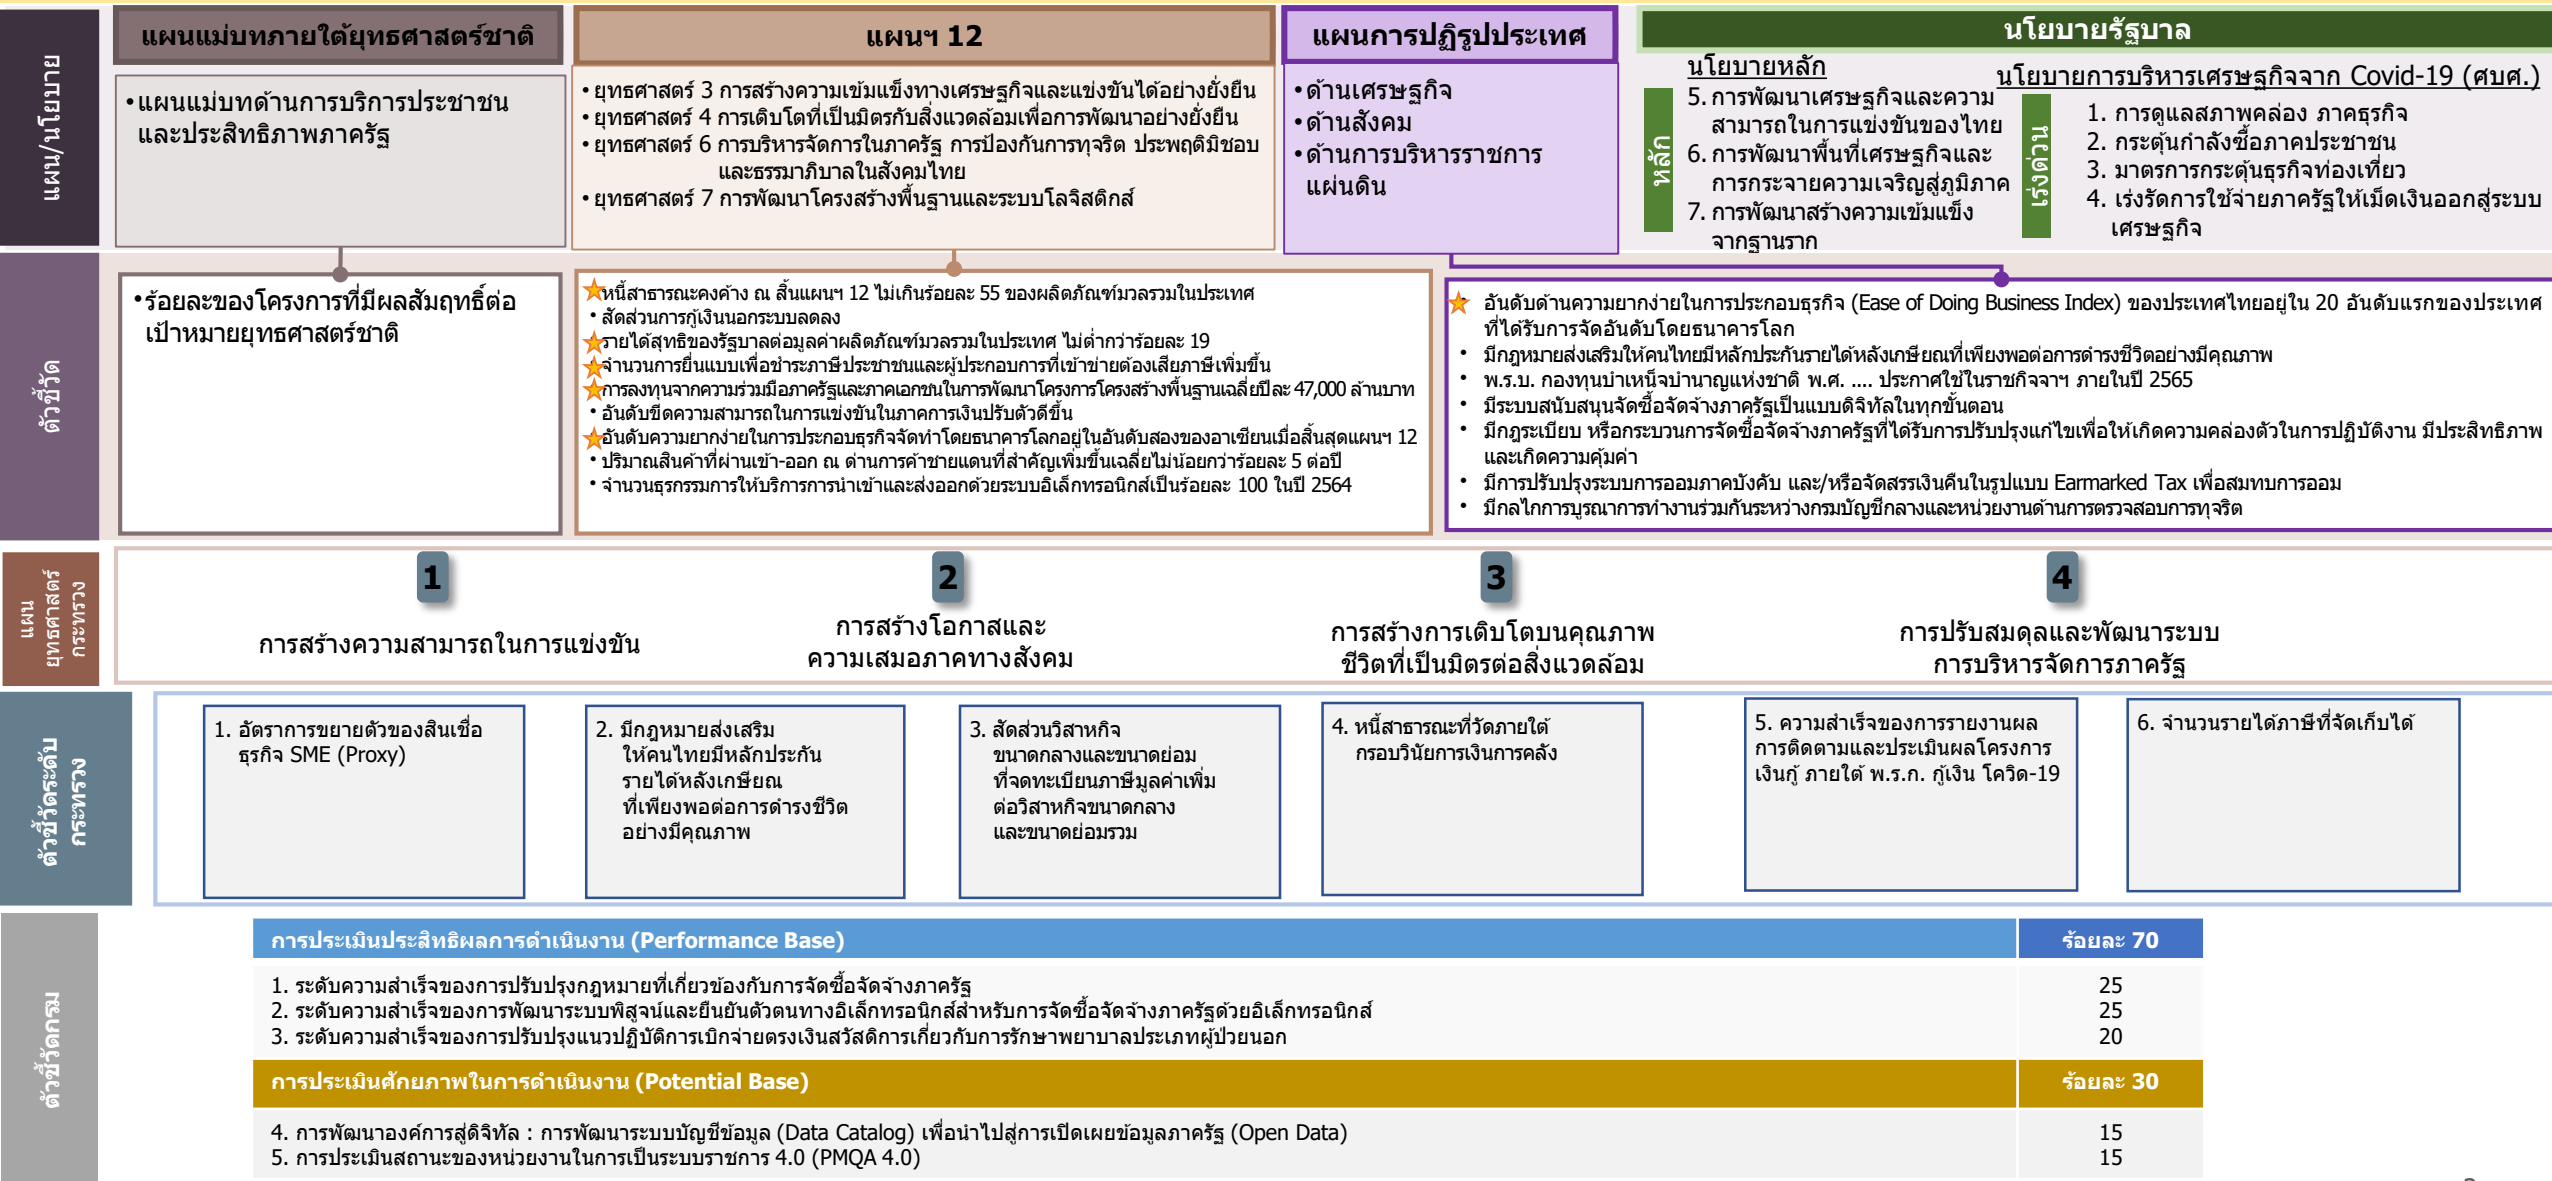 แผน/นโยบาย
แผนแม่บทภายใต้ยุทธศาสตร์ชาติ
•แผนแม่บทด้านการบริการประชาชน
และประสิทธิภาพภาครัฐ
แผนฯ 12
• ยุทธศาสตร์ 3 การสร้างความเข้มแข็งทางเศรษฐกิจและแข่งขันได้อย่างยั่งยืน
• ยุทธศาสตร์ 4 การเติบโตที่เป็นมิตรกับสิ่งแวดล้อมเพื่อการพัฒนาอย่างยั่งยืน
• ยุทธศาสตร์ 6 การบริหารจัดการในภาครัฐ การป้องกันการทุจริต ประพฤติมิชอบ
และธรรมาภิบาลในสังคมไทย
• ยุทธศาสตร์ 7 การพัฒนาโครงสร้างพื้นฐานและระบบโลจิสติกส์
แผนการปฏิรูปประเทศ
•ด้านเศรษฐกิจ
•ด้านสังคม
•ด้านการบริหารราชการ
แผ่นดิน
นโยบายรัฐบาล
นโยบายหลัก
หลัก
5. การพัฒนาเศรษฐกิจและความ
สามารถในการแข่งขันของไทย
6. การพัฒนาพื้นที่เศรษฐกิจและ
การกระจายความเจริญสู่ภูมิภาค
7. การพัฒนาสร้างความเข้มแข็ง
จากฐานราก
นโยบายการบริหารเศรษฐกิจจาก Covid-19 (ศบศ.)
เร่งด่วน
1. การดูแลสภาพคล่อง ภาคธุรกิจ
2. กระตุ้นกำลังซื้อภาคประชาชน
3. มาตรการกระตุ้นธุรกิจท่องเที่ยว
4. เร่งรัดการใช้จ่ายภาครัฐให้เม็ดเงินออกสู่ระบบ
เศรษฐกิจ
ตัวชี้วัด
•ร้อยละของโครงการที่มีผลสัมฤทธิ์ต่อ
เป้าหมายยุทธศาสตร์ชาติ
หนี้สาธารณะคงค้าง ณ สิ้นแผนฯ 12 ไม่เกินร้อยละ 55 ของผลิตภัณฑ์มวลรวมในประเทศ
• สัดส่วนการกู้เงินนอกระบบลดลง
รายได้สุทธิของรัฐบาลต่อมูลค่าผลิตภัณฑ์มวลรวมในประเทศ ไม่ต่ำกว่าร้อยละ 19
จำนวนการยื่นแบบเพื่อชำระภาษีประชาชนและผู้ประกอบการที่เข้าข่ายต้องเสียภาษีเพิ่มขึ้น
การลงทุนจากความร่วมมือภาครัฐและภาคเอกชนในการพัฒนาโครงการโครงสร้างพื้นฐานเฉลี่ยปีละ 47,000 ล้านบาท
• อันดับขีดความสามารถในการแข่งขันในภาคการเงินปรับตัวดีขึ้น
อันดับความยากง่ายในการประกอบธุรกิจจัดทำโดยธนาคารโลกอยู่ในอันดับสองของอาเซียนเมื่อสิ้นสุดแผนฯ 12
• ปริมาณสินค้าที่ผ่านเข้า-ออก ณ ด่านการค้าชายแดนที่สำคัญเพิ่มขึ้นเฉลี่ยไม่น้อยกว่าร้อยละ 5 ต่อปี
• จำนวนธุรกรรมการให้บริการการนำเข้าและส่งออกด้วยระบบอิเล็กทรอนิกส์เป็นร้อยละ 100 ในปี 2564
อันดับด้านความยากง่ายในการประกอบธุรกิจ (Ease of Doing Business Index) ของประเทศไทยอยู่ใน 20 อันดับแรกของประเทศ
ที่ได้รับการจัดอันดับโดยธนาคารโลก
• มีกฎหมายส่งเสริมให้คนไทยมีหลักประกันรายได้หลังเกษียณที่เพียงพอต่อการดำรงชีวิตอย่างมีคุณภาพ
• พ.ร.บ. กองทุนบำเหน็จบำนาญแห่งชาติ พ.ศ. .... ประกาศใช้ในราชกิจจาฯ ภายในปี 2565
• มีระบบสนับสนุนจัดซื้อจัดจ้างภาครัฐเป็นแบบดิจิทัลในทุกขั้นตอน
• มีกฎระเบียบ หรือกระบวนการจัดซื้อจัดจ้างภาครัฐที่ได้รับการปรับปรุงแก้ไขเพื่อให้เกิดความคล่องตัวในการปฏิบัติงาน มีประสิทธิภาพ
และเกิดความคุ้มค่า
• มีการปรับปรุงระบบการออมภาคบังคับ และ/หรือจัดสรรเงินคืนในรูปแบบ Earmarked Tax เพื่อสมทบการออม
• มีกลไกการบูรณาการทำงานร่วมกันระหว่างกรมบัญชีกลางและหน่วยงานด้านการตรวจสอบการทุจริต
แผน
ยุทธศาสตร์
กระทรวง
1
การสร้างความสามารถในการแข่งขัน
2
การสร้างโอกาสและ
ความเสมอภาคทางสังคม
3
การสร้างการเติบโตบนคุณภาพ
ชีวิตที่เป็นมิตรต่อสิ่งแวดล้อม
4
การปรับสมดุลและพัฒนาระบบ
การบริหารจัดการภาครัฐ
ตัวชี้วัดระดับ
กระทรวง
1. อัตราการขยายตัวของสินเชื่อ
ธุรกิจ SME (Proxy)
2. มีกฎหมายส่งเสริม
ให้คนไทยมีหลักประกัน
รายได้หลังเกษียณ
ที่เพียงพอต่อการดำรงชีวิต
อย่างมีคุณภาพ
3. สัดส่วนวิสาหกิจ
ขนาดกลางและขนาดย่อม
ที่จดทะเบียนภาษีมูลค่าเพิ่ม
ต่อวิสาหกิจขนาดกลาง
และขนาดย่อมรวม
4. หนี้สาธารณะที่วัดภายใต้
กรอบวินัยการเงินการคลัง
5. ความสำเร็จของการรายงานผล
การติดตามและประเมินผลโครงการ
เงินกู้ ภายใต้ พ.ร.ก. กู้เงิน โควิด-19
6. จำนวนรายได้ภาษีที่จัดเก็บได้
ตัวชี้วัดกรม
การประเมินประสิทธิผลการดำเนินงาน (Performance Base) ร้อยละ 70
1. ระดับความสำเร็จของการปรับปรุงกฎหมายที่เกี่ยวข้องกับการจัดซื้อจัดจ้างภาครัฐ 25
2. ระดับความสำเร็จของการพัฒนาระบบพิสูจน์และยืนยันตัวตนทางอิเล็กทรอนิกส์สำหรับการจัดซื้อจัดจ้างภาครัฐด้วยอิเล็กทรอนิกส์ 25
3. ระดับความสำเร็จของการปรับปรุงแนวปฏิบัติการเบิกจ่ายตรงเงินสวัสดิการเกี่ยวกับการรักษาพยาบาลประเภทผู้ป่วยนอก 20
การประเมินศักยภาพในการดำเนินงาน (Potential Base) ร้อยละ 30
4. การพัฒนาองค์การสู่ดิจิทัล : การพัฒนาระบบบัญชีข้อมูล (Data Catalog) เพื่อนำไปสู่การเปิดเผยข้อมูลภาครัฐ (Open Data) 15
5. การประเมินสถานะของหน่วยงานในการเป็นระบบราชการ 4.0 (PMQA 4.0) 15